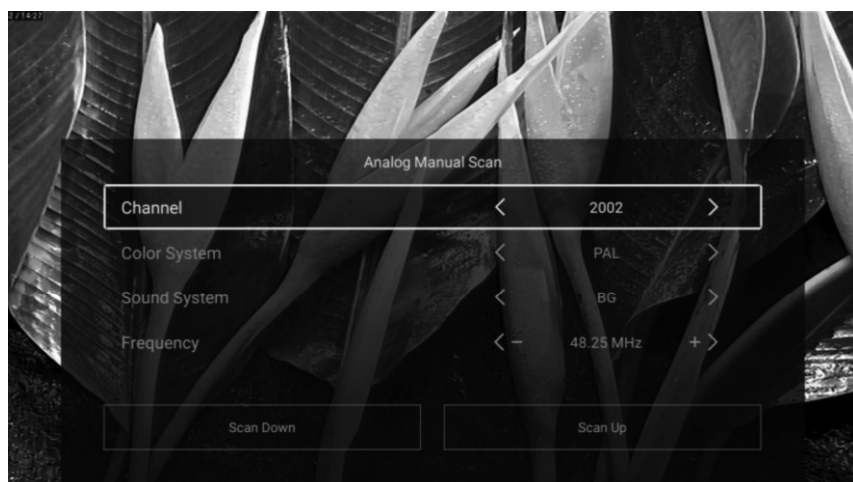 Analog Manual Scan
Channel < 2002 >
Color System < PAL >
Sound System < BG >
Frequency < − 48.25 MHz + >
Scan Down Scan Up